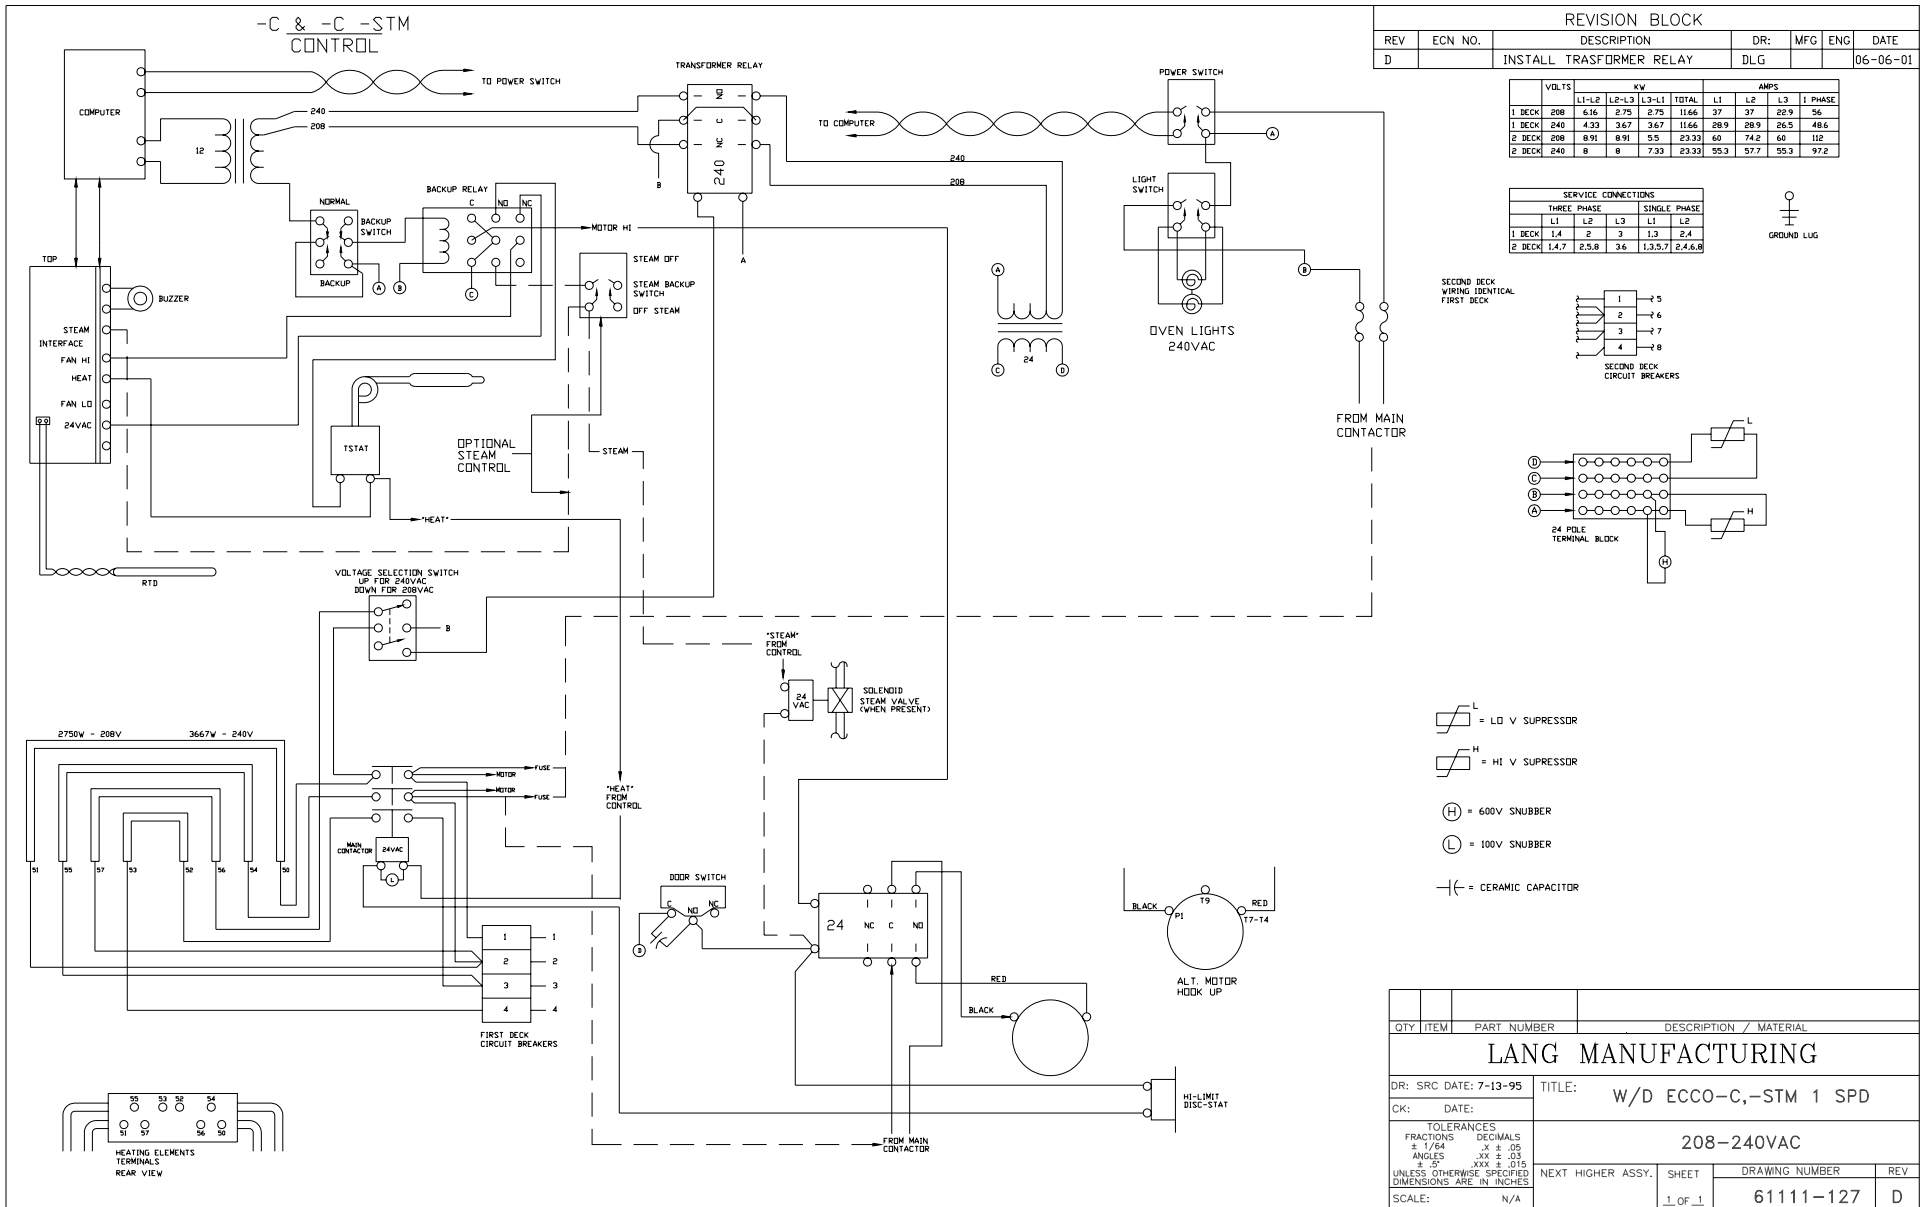 -C & -C -STM
CONTROL
COMPUTER
TO POWER SWITCH
240
208
12
TRANSFORMER RELAY
NO
C
NC
240
B
A
TO COMPUTER
POWER SWITCH
A
240
208
LIGHT
SWITCH
B
OVEN LIGHTS
240VAC
NORMAL
BACKUP
SWITCH
BACKUP
A
B
BACKUP RELAY
C NO NC
C
MOTOR HI
STEAM OFF
STEAM BACKUP
SWITCH
OFF STEAM
A
24
C
D
FROM MAIN
CONTACTOR
TOP
BUZZER
STEAM
INTERFACE
FAN HI
HEAT
FAN LO
24VAC
TSTAT
RTD
OPTIONAL
STEAM
CONTROL
STEAM
"HEAT"
VOLTAGE SELECTION SWITCH
UP FOR 240VAC
DOWN FOR 208VAC
B
"STEAM"
FROM
CONTROL
24
VAC
SOLENOID
STEAM VALVE
(WHEN PRESENT)
2750W - 208V
3667W - 240V
FUSE
MOTOR
MOTOR
FUSE
"HEAT"
FROM
CONTROL
MAIN
CONTACTOR
24VAC
L
51 55 57 53 52 56 54 50
DOOR SWITCH
C NO NC
D
24
NC C NO
RED
BLACK
BLACK
P1
T9
RED
T7-T4
ALT. MOTOR
HOOK UP
1 1
2 2
3 3
4 4
FIRST DECK
CIRCUIT BREAKERS
HI-LIMIT
DISC-STAT
FROM MAIN
CONTACTOR
55 53 52 54
51 57 56 50
HEATING ELEMENTS
TERMINALS
REAR VIEW
REVISION BLOCK
REV ECN NO. DESCRIPTION DR: MFG ENG DATE
D INSTALL TRASFORMER RELAY DLG 06-06-01
VOLTS KW AMPS
L1-L2 L2-L3 L3-L1 TOTAL L1 L2 L3 1 PHASE
1 DECK 208 6.16 2.75 2.75 11.66 37 37 22.9 56
1 DECK 240 4.33 3.67 3.67 11.66 28.9 28.9 26.5 48.6
2 DECK 208 8.91 8.91 5.5 23.33 60 74.2 60 112
2 DECK 240 8 8 7.33 23.33 55.3 57.7 55.3 97.2
SERVICE CONNECTIONS
THREE PHASE SINGLE PHASE
L1 L2 L3 L1 L2
1 DECK 1,4 2 3 1,3 2,4
2 DECK 1,4,7 2,5,8 3,6 1,3,5,7 2,4,6,8
GROUND LUG
SECOND DECK
WIRING IDENTICAL
FIRST DECK
1 5
2 6
3 7
4 8
SECOND DECK
CIRCUIT BREAKERS
L
D
C
B
A
H
24 POLE
TERMINAL BLOCK
H
L
= LO V SUPRESSOR
H
= HI V SUPRESSOR
H = 600V SNUBBER
L = 100V SNUBBER
= CERAMIC CAPACITOR
QTY ITEM PART NUMBER DESCRIPTION / MATERIAL
LANG MANUFACTURING
DR: SRC DATE: 7-13-95
TITLE: W/D ECCO-C,-STM 1 SPD
CK: DATE:
TOLERANCES
FRACTIONS DECIMALS
± 1/64 .X ± .05
ANGLES .XX ± .03
± .5° .XXX ± .015
UNLESS OTHERWISE SPECIFIED
DIMENSIONS ARE IN INCHES
208-240VAC
NEXT HIGHER ASSY. SHEET DRAWING NUMBER REV
SCALE: N/A
1 OF 1 61111-127 D